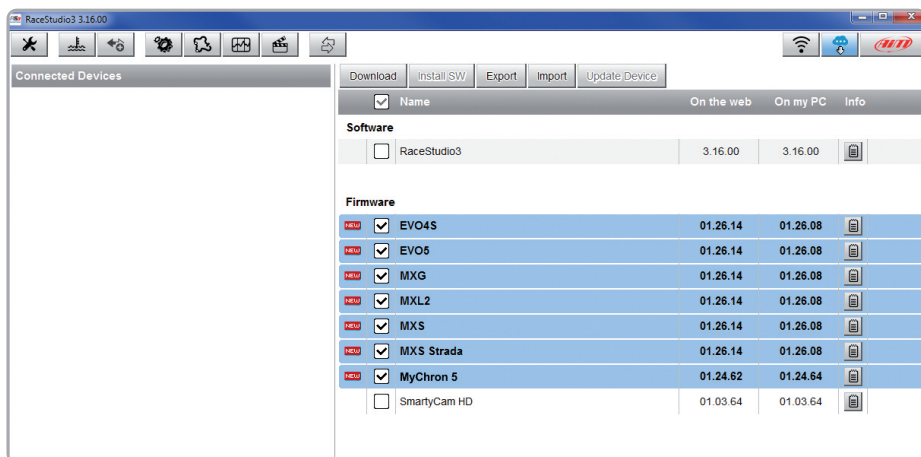 RaceStudio3 3.16.00
AIM
Connected Devices
Download Install SW Export Import Update Device
Name On the web On my PC Info
Software
RaceStudio3 3.16.00 3.16.00
Firmware
NEW EVO4S 01.26.14 01.26.08
NEW EVO5 01.26.14 01.26.08
NEW MXG 01.26.14 01.26.08
NEW MXL2 01.26.14 01.26.08
NEW MXS 01.26.14 01.26.08
NEW MXS Strada 01.26.14 01.26.08
NEW MyChron 5 01.24.62 01.24.64
SmartyCam HD 01.03.64 01.03.64